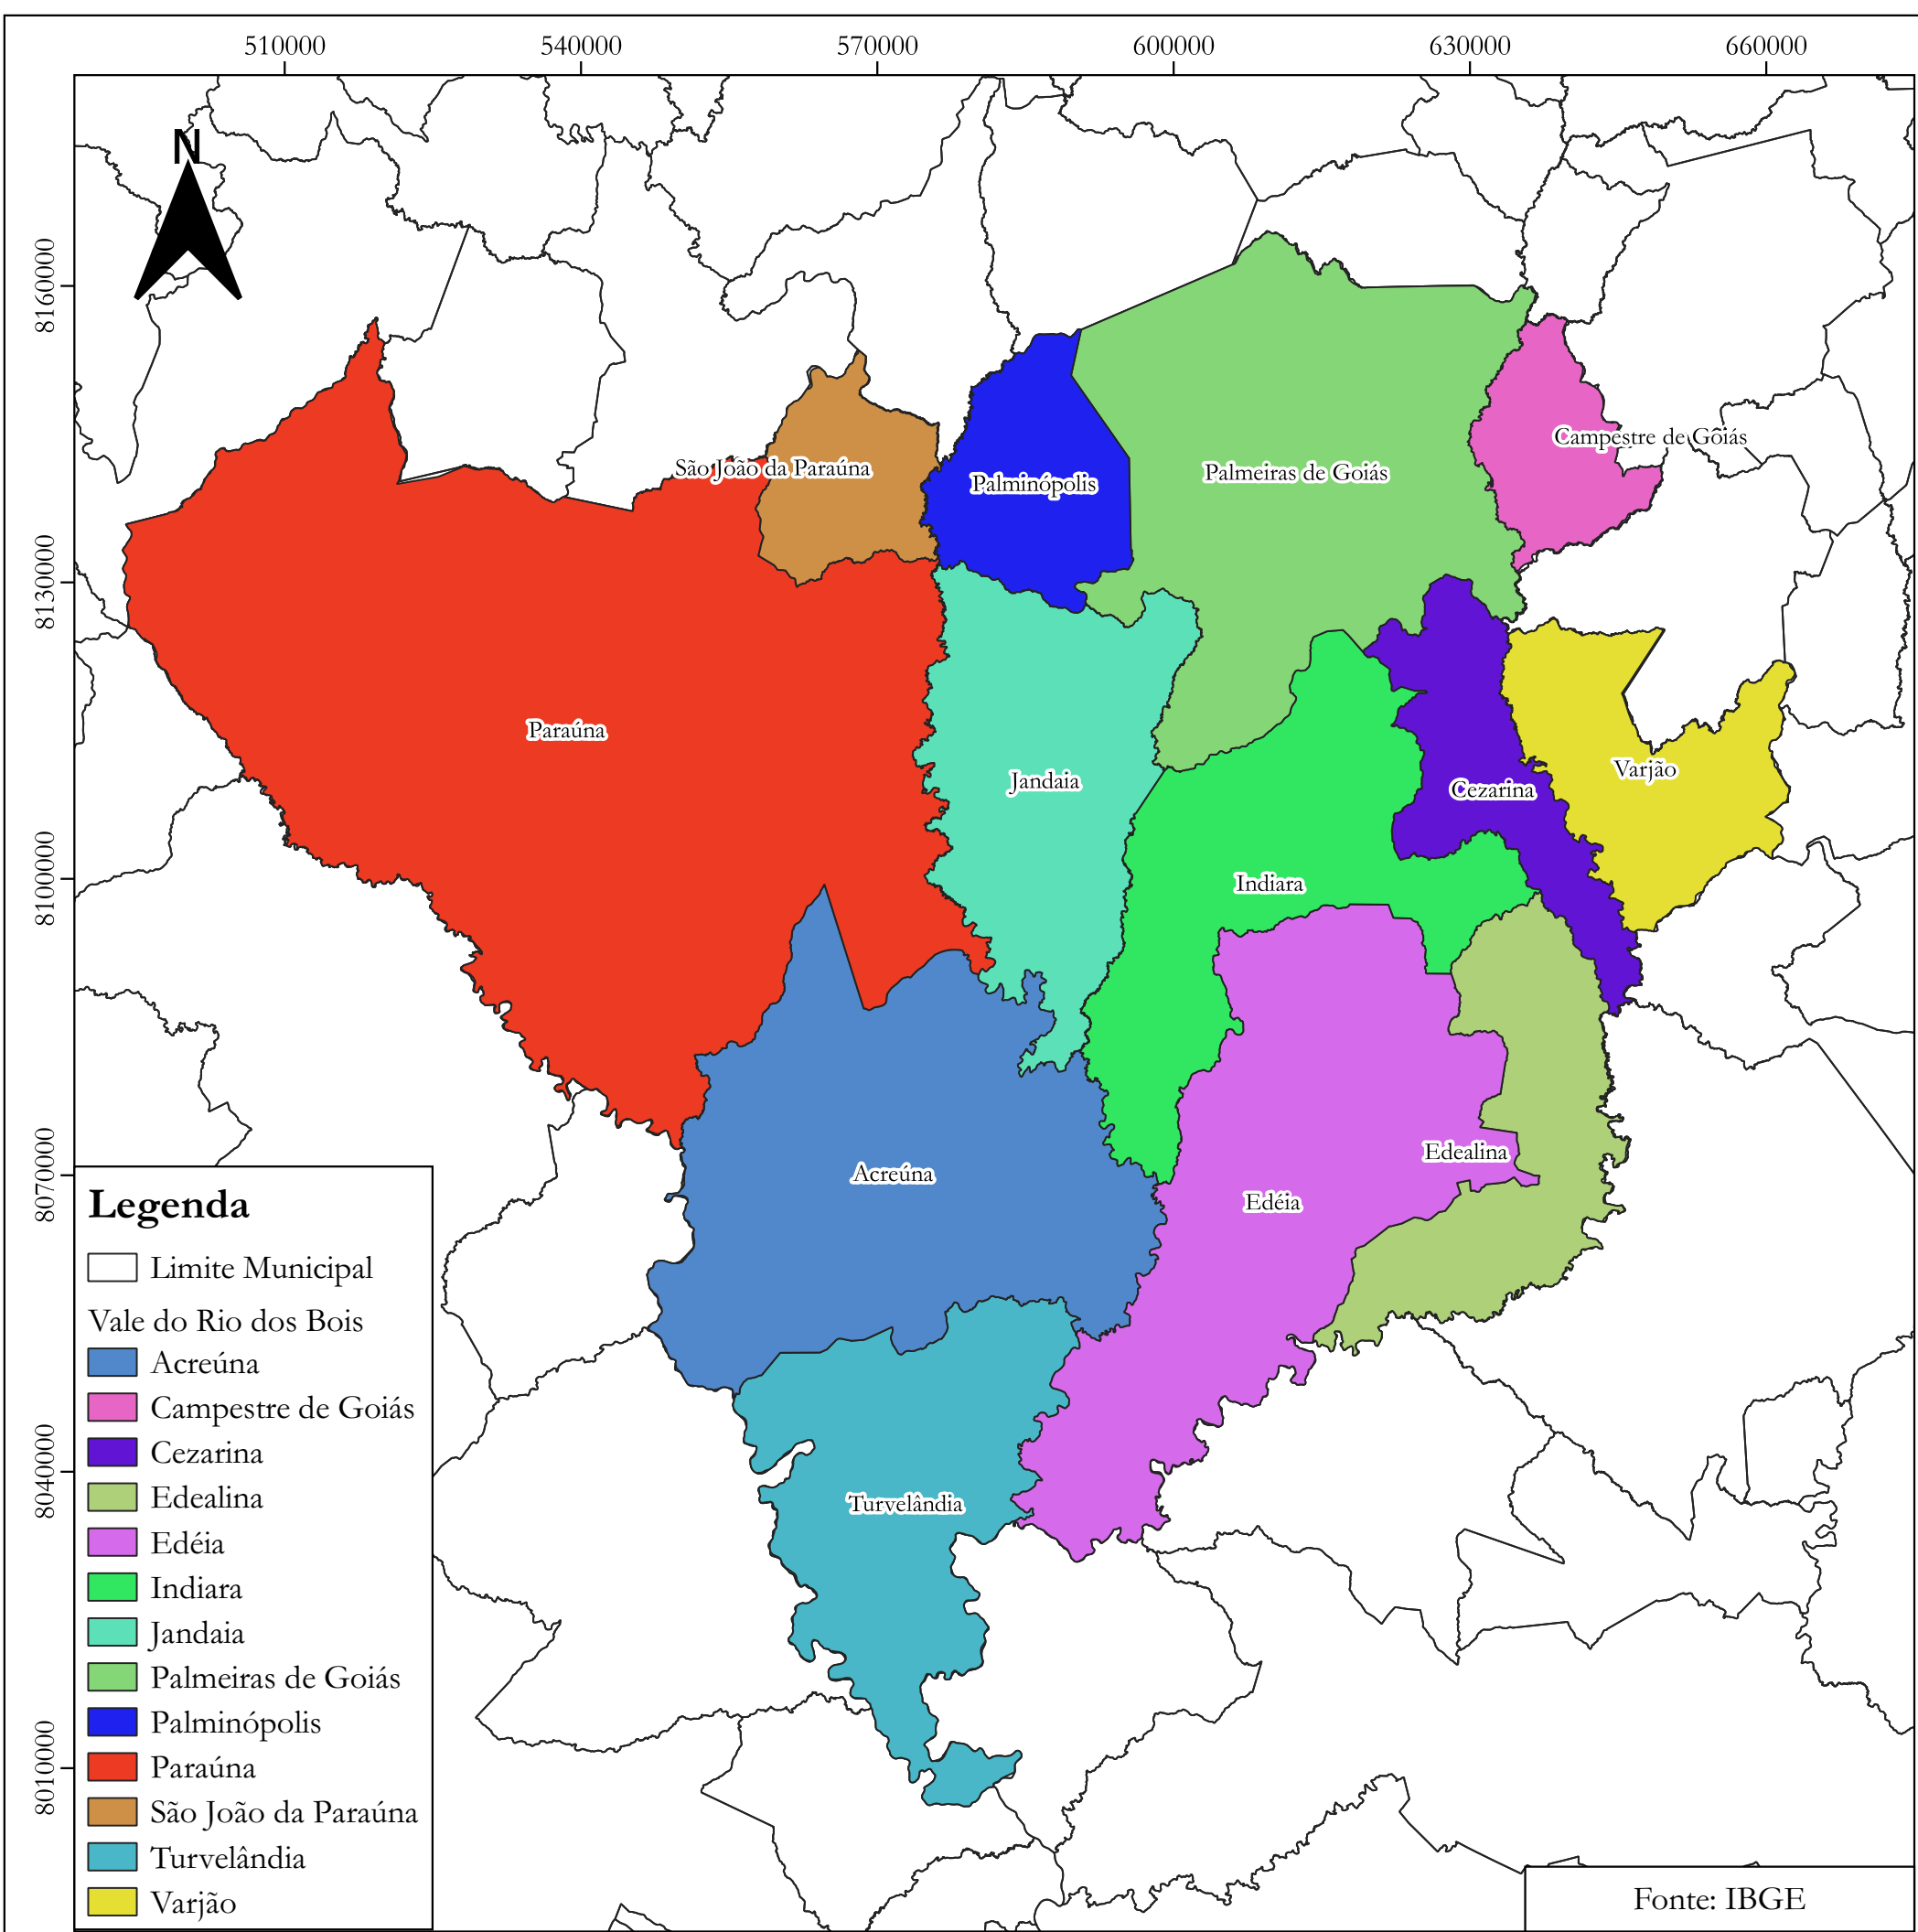 510000 540000 570000 600000 630000 660000
N
8160000
8130000
8100000
8070000
8040000
8010000
Campestre de Goiás
São João da Paraúna
Palmeiras de Goiás
Palminópolis
Paraúna
Varjão
Jandaia
Cezarina
Indiara
Edealina
Acreúna
Edéia
Turvelândia
Legenda
Limite Municipal
Vale do Rio dos Bois
Acreúna
Campestre de Goiás
Cezarina
Edealina
Edéia
Indiara
Jandaia
Palmeiras de Goiás
Palminópolis
Paraúna
São João da Paraúna
Turvelândia
Varjão
Fonte: IBGE